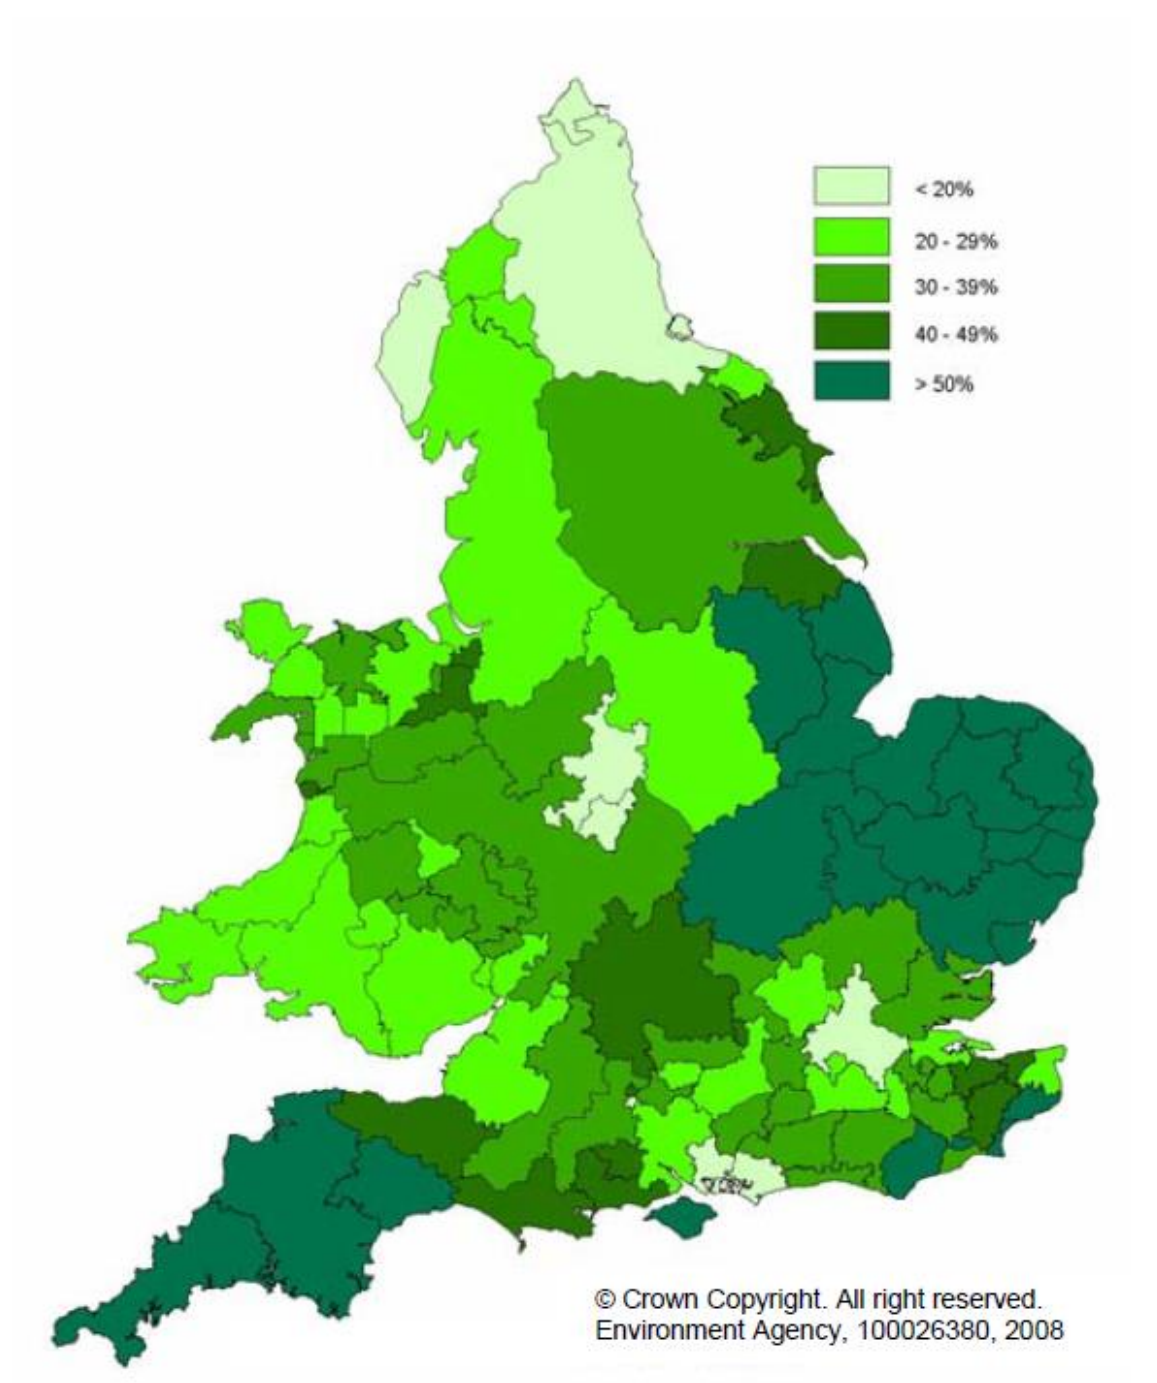 < 20%
20 - 29%
30 - 39%
40 - 49%
> 50%
© Crown Copyright. All right reserved.
Environment Agency, 100026380, 2008